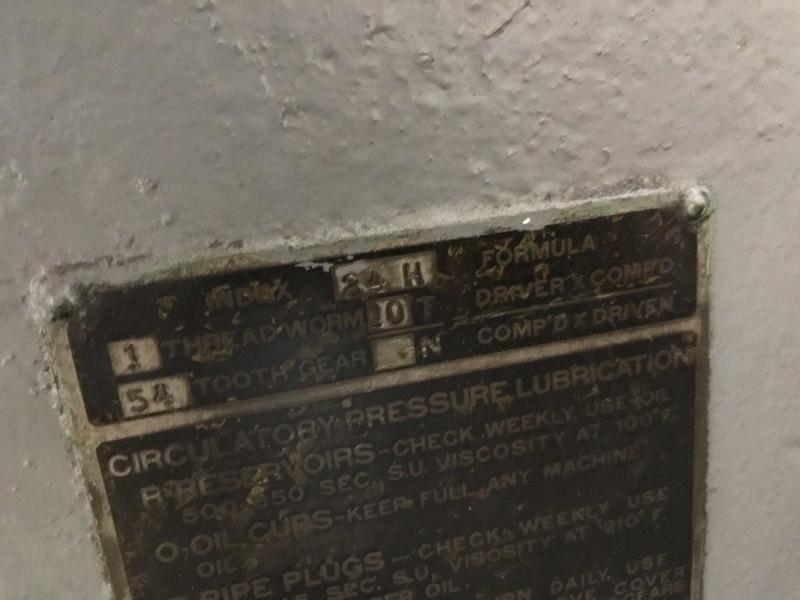 INDEX 24 H FORMULA
1 THREAD WORM 20 T DRIVER X COMP'D
54 TOOTH GEAR N COMP'D X DRIVEN
CIRCULATORY PRESSURE LUBRICATION
R-RESERVOIRS-CHECK WEEKLY, USE OIL
SEC. S.U. VISCOSITY AT 100°F.
O-OIL CUPS-KEEP FULL, ANY MACHINE
OIL.
PIPE PLUGS - CHECK WEEKLY USE
SEC. S.U. VISCOSITY AT 210° F.
OIL.
DAILY, USE
COVER
GEARS